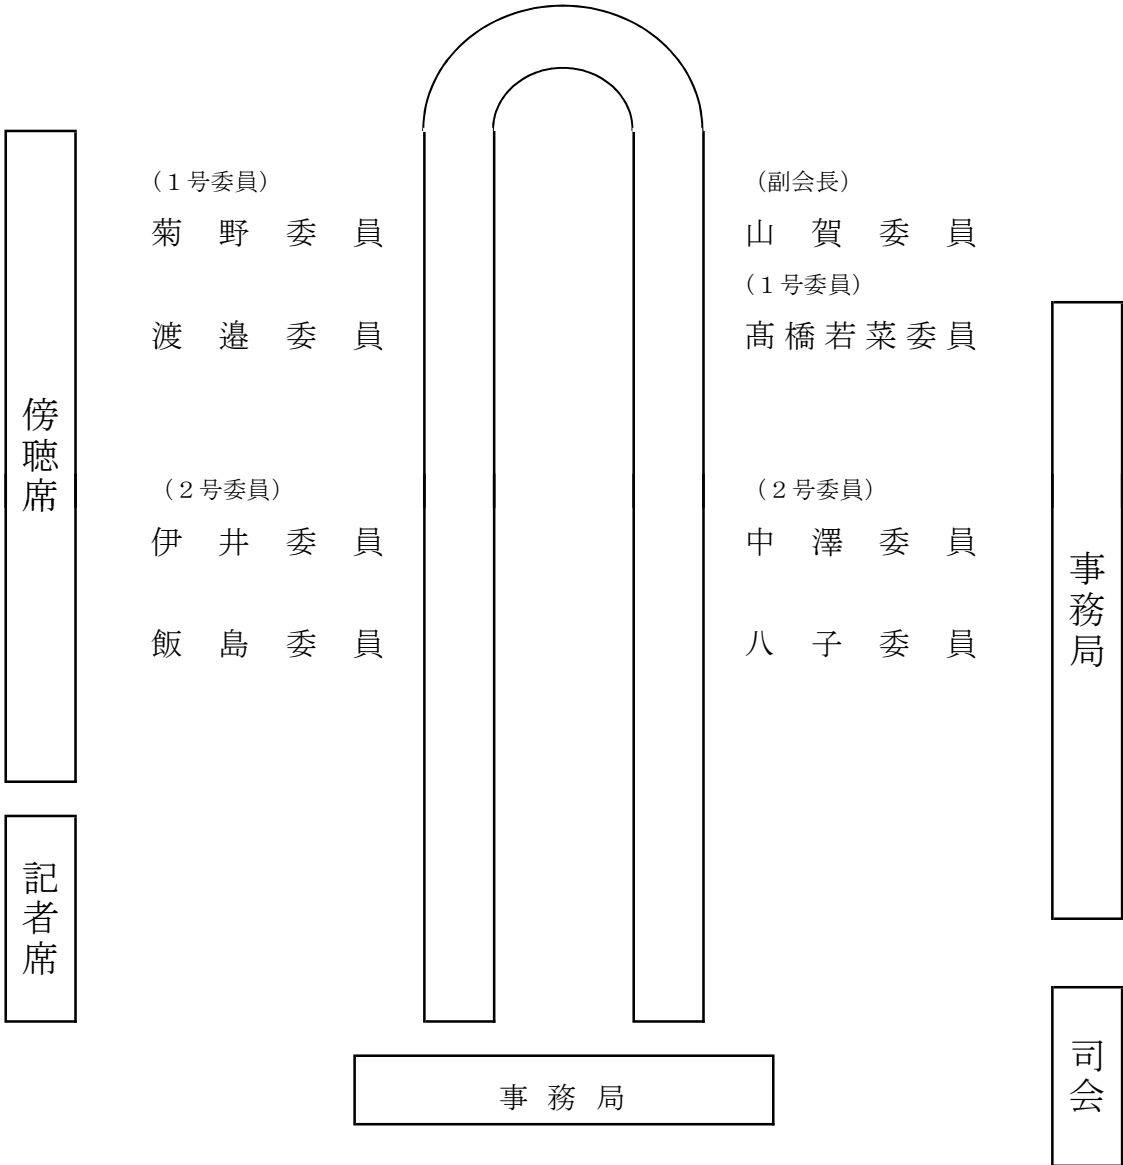 (1号委員)
菊野委員
渡邉委員
(2号委員)
伊井委員
飯島委員
(副会長)
山賀委員
(1号委員)
髙橋若菜委員
(2号委員)
中澤委員
八子委員
傍聴席
記者席
事務局
司会
事務局